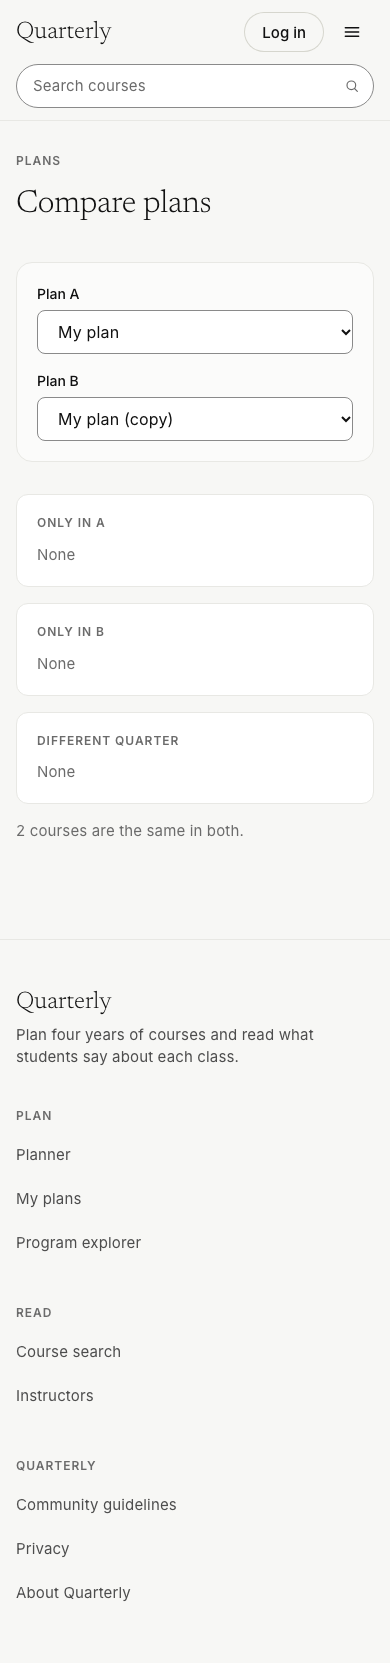 Quarterly
Log in
Search courses
PLANS
Compare plans
Plan A
My plan
Plan B
My plan (copy)
ONLY IN A
None
ONLY IN B
None
DIFFERENT QUARTER
None
2 courses are the same in both.
Quarterly
Plan four years of courses and read what
students say about each class.
PLAN
Planner
My plans
Program explorer
READ
Course search
Instructors
QUARTERLY
Community guidelines
Privacy
About Quarterly